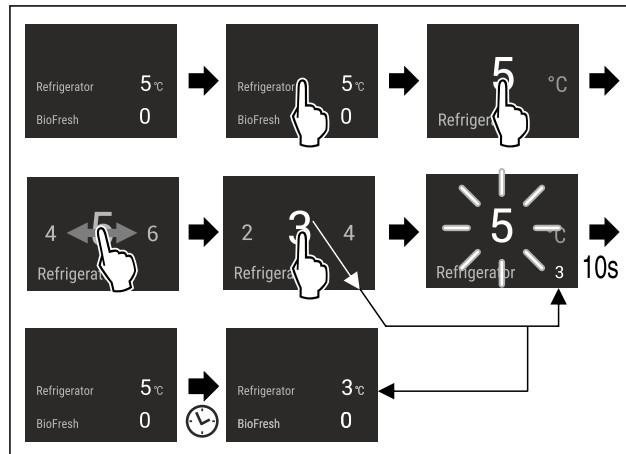 Refrigerator 5 °C
BioFresh 0
Refrigerator 5 °C
BioFresh 0
5 °C
Refriger
4 5 6
Refrigera
2 3 4
Refrigera
5 °C
Refrigerator 3
10s
Refrigerator 5 °C
BioFresh 0
Refrigerator 3 °C
BioFresh 0